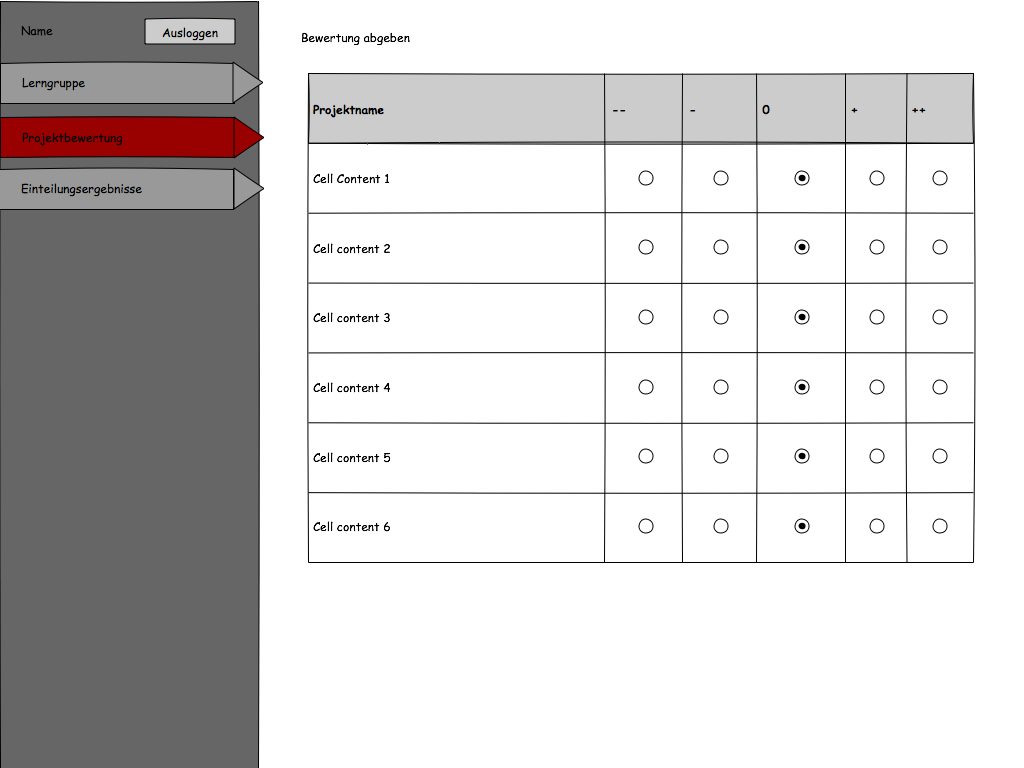 Name
Ausloggen
Lerngruppe
Projektbewertung
Einteilungsergebnisse
Bewertung abgeben
Projektname -- - 0 + ++
Cell Content 1
Cell content 2
Cell content 3
Cell content 4
Cell content 5
Cell content 6